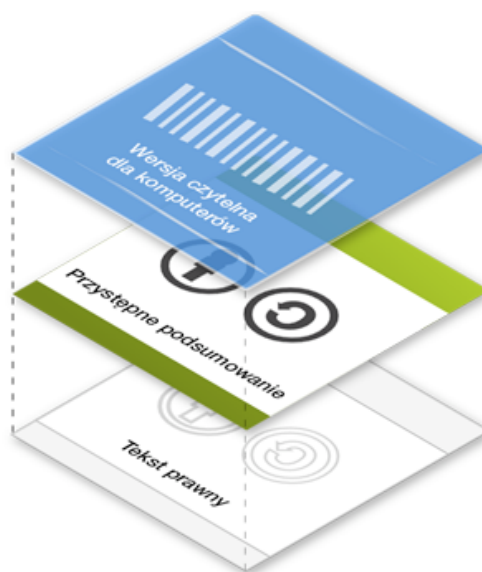 Wersja czytelna
dla komputerów
Przystępne podsumowanie
Tekst prawny